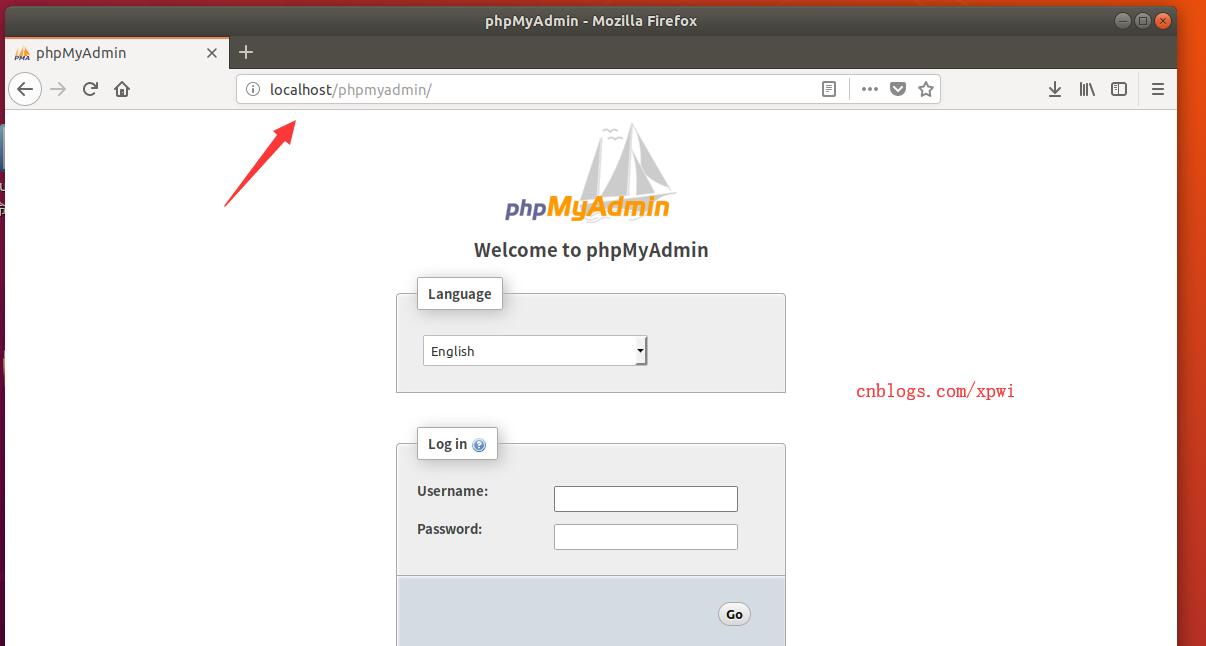 phpMyAdmin - Mozilla Firefox
PMA phpMyAdmin
localhost/phpmyadmin/
phpMyAdmin
Welcome to phpMyAdmin
Language
English
cnblogs.com/xpwi
Log in
Username:
Password:
Go